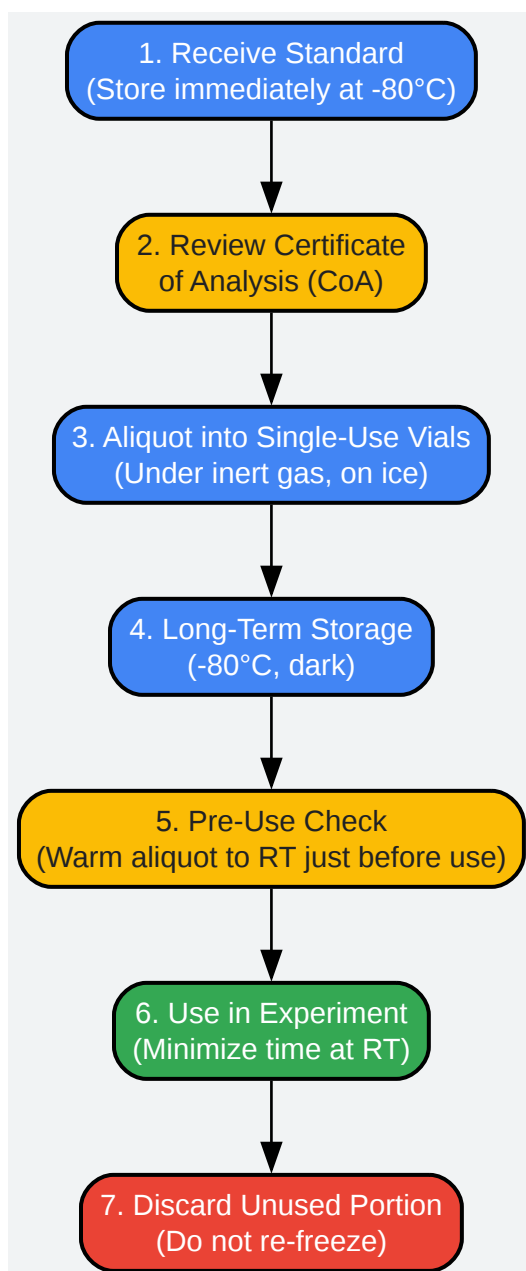 1. Receive Standard
(Store immediately at -80°C)
2. Review Certificate
of Analysis (CoA)
3. Aliquot into Single-Use Vials
(Under inert gas, on ice)
4. Long-Term Storage
(-80°C, dark)
5. Pre-Use Check
(Warm aliquot to RT just before use)
6. Use in Experiment
(Minimize time at RT)
7. Discard Unused Portion
(Do not re-freeze)